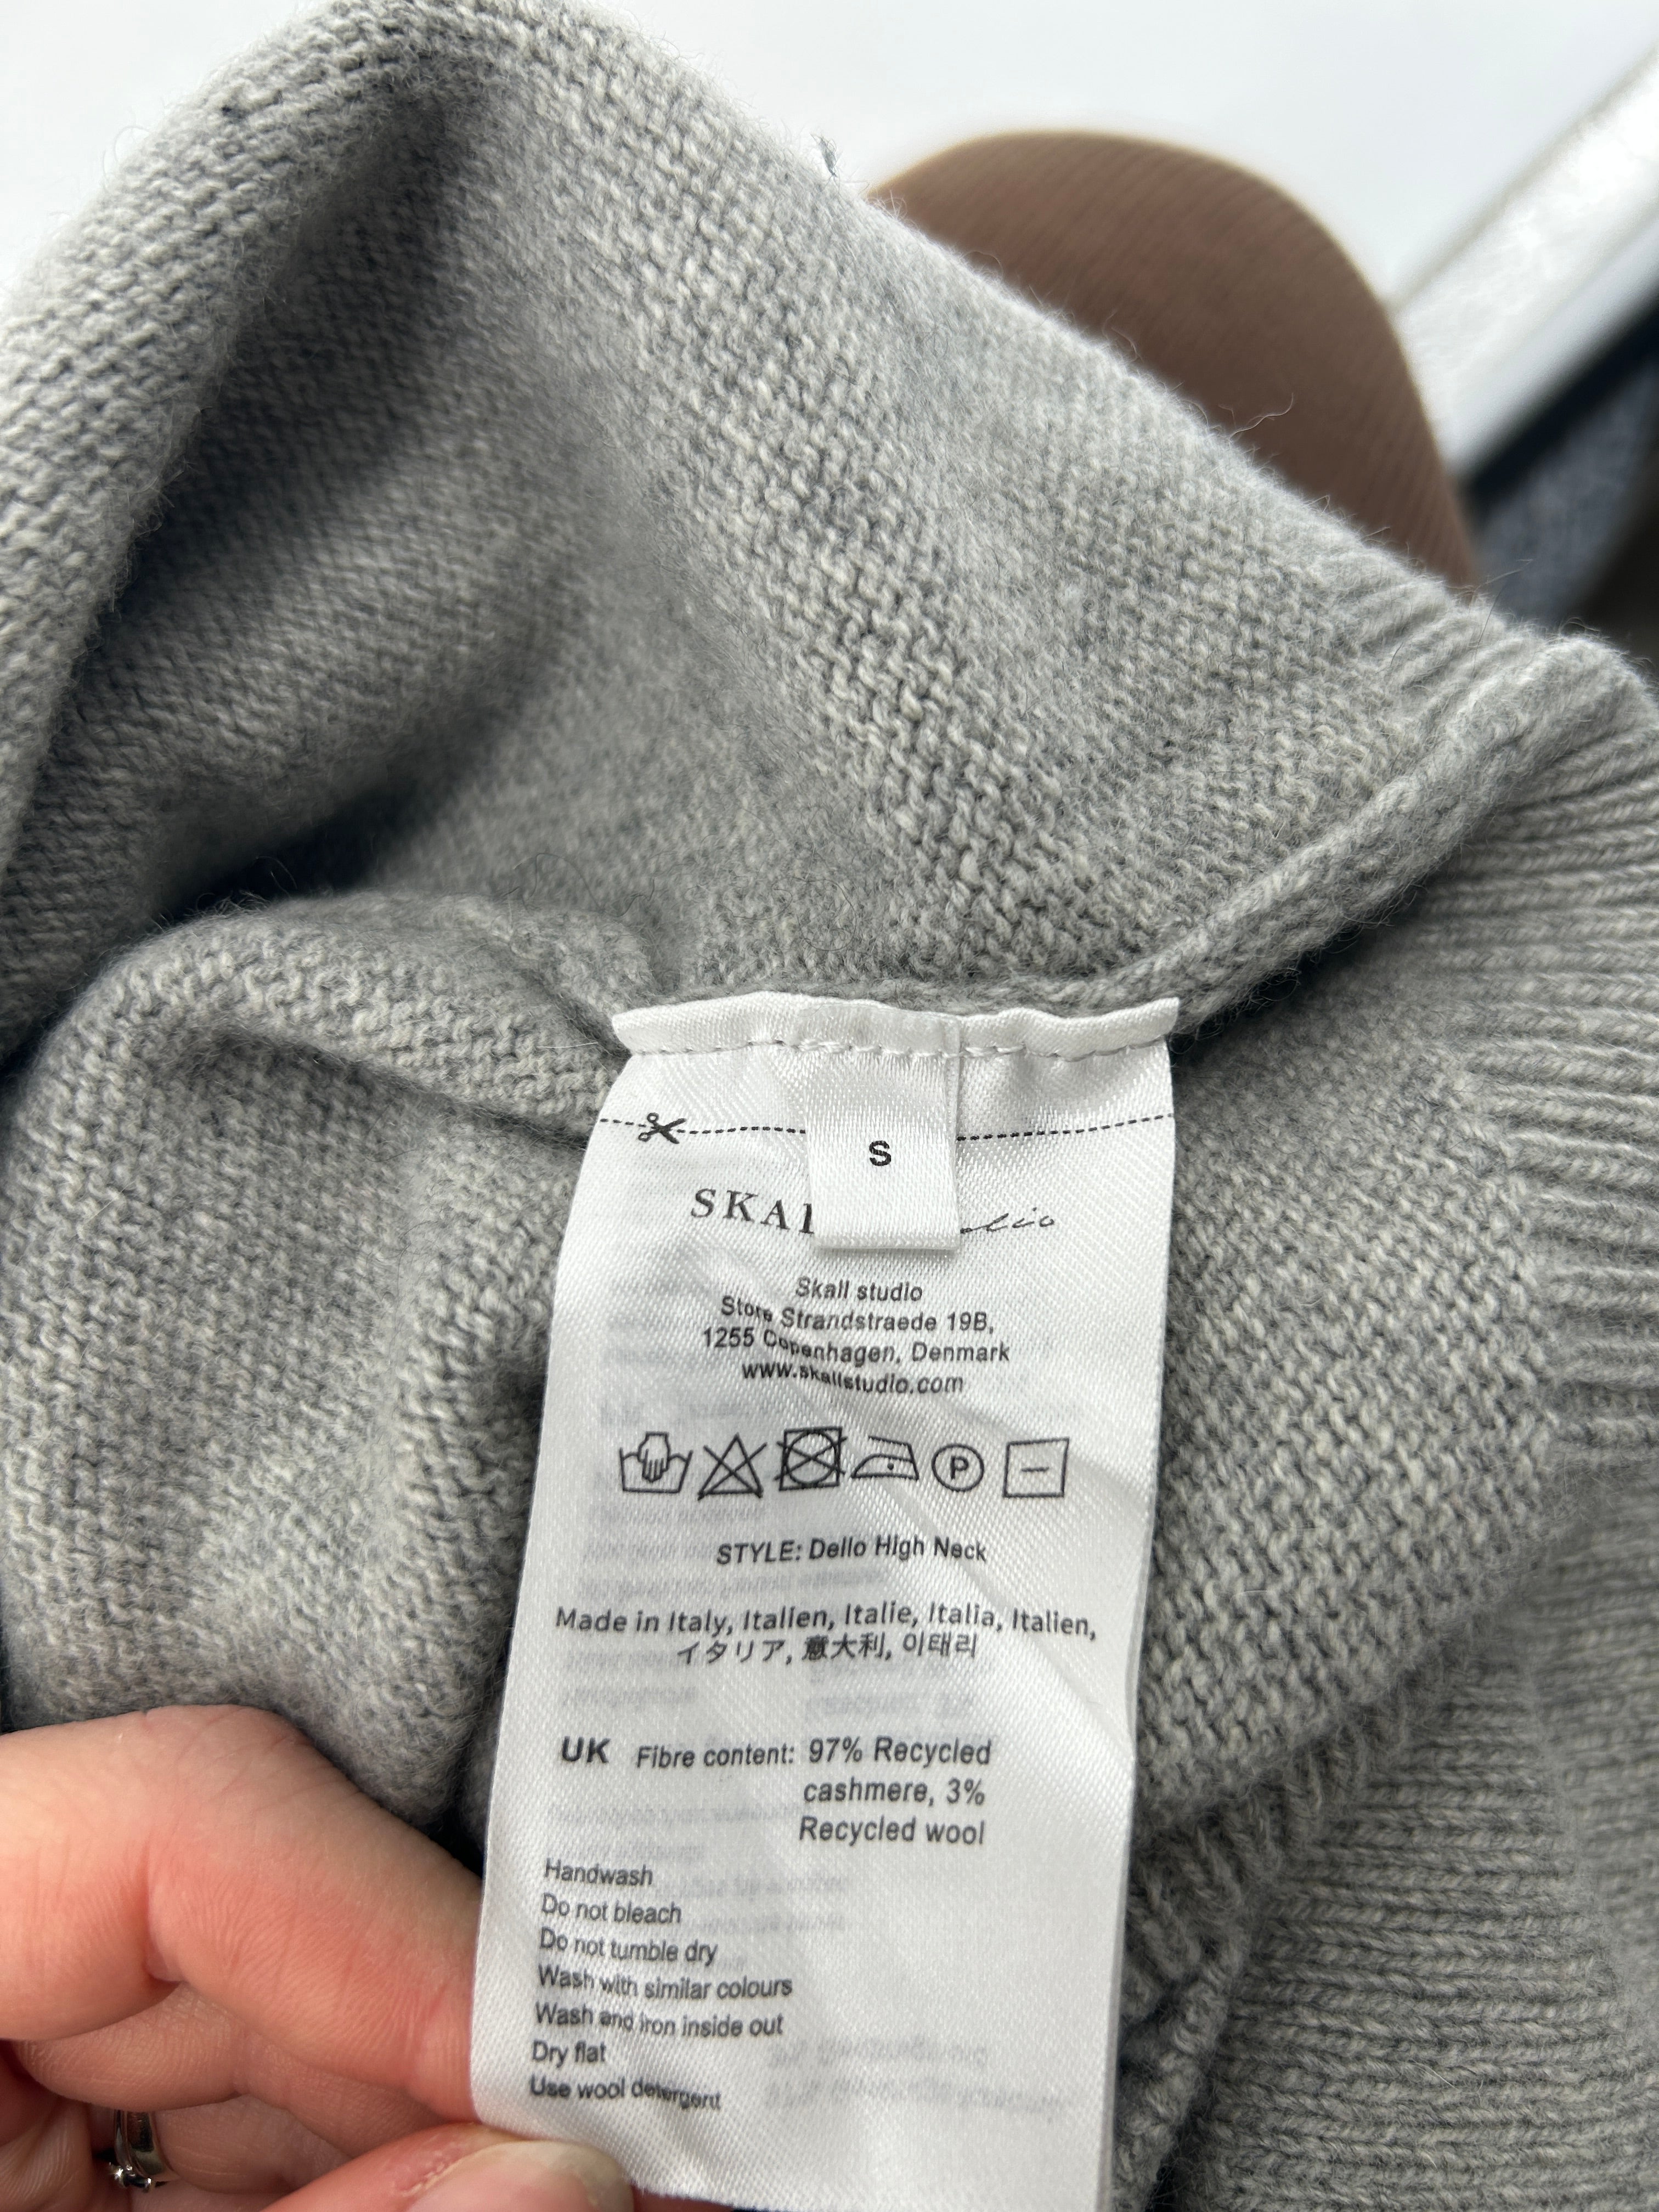 S
SKAL
Skall studio
Store Strandstraede 19B,
1255 Copenhagen, Denmark
www.skallstudio.com
P
STYLE: Dello High Neck
Made in Italy, Italien, Italie, Italia, Italien,
イタリア, 意大利, 이태리
UK Fibre content: 97% Recycled
cashmere, 3%
Recycled wool
Handwash
Do not bleach
Do not tumble dry
Wash with similar colours
Wash and iron inside out
Dry flat
Use wool detergent